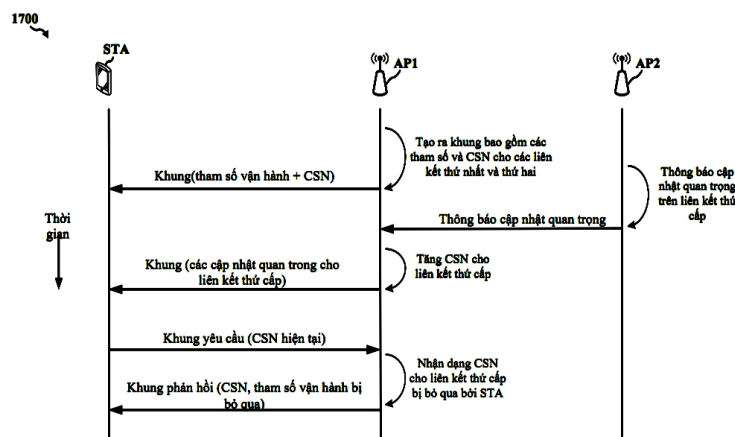 1700
STA
AP1
AP2
Tạo ra khung bao gồm các
tham số và CSN cho các liên
kết thứ nhất và thứ hai
Khung(tham số vận hành + CSN)
Thông báo cập
nhật quan trọng
trên liên kết thứ
cấp
Thời
gian
Thông báo cập nhật quan trọng
Tăng CSN cho
liên kết thứ cấp
Khung (các cập nhật quan trong cho
liên kết thứ cấp)
Khung yêu cầu (CSN hiện tại)
Nhận dạng CSN
cho liên kết thứ cấp
bị bỏ qua bởi STA
Khung phản hồi (CSN, tham số vận hành bị
bỏ qua)